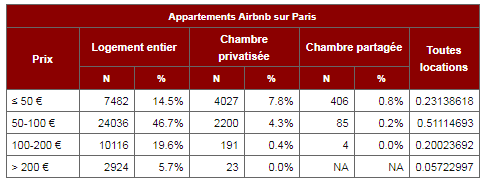 Appartements Airbnb sur Paris
Prix Logement entier Chambre privatisée Chambre partagée Toutes locations
N % N % N %
≤ 50 € 7482 14.5% 4027 7.8% 406 0.8% 0.23138618
50-100 € 24036 46.7% 2200 4.3% 85 0.2% 0.51114693
100-200 € 10116 19.6% 191 0.4% 4 0.0% 0.20023692
> 200 € 2924 5.7% 23 0.0% NA NA 0.05722997